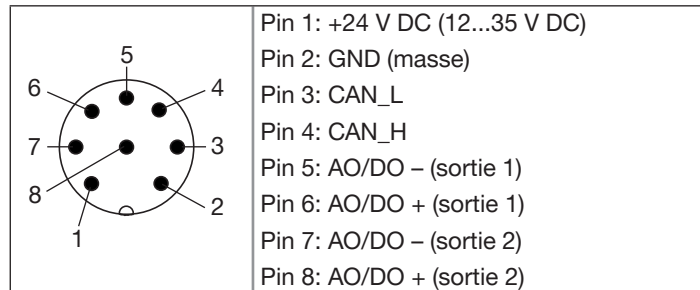 5
6
4
7
3
8
2
1
Pin 1: +24 V DC (12...35 V DC)
Pin 2: GND (masse)
Pin 3: CAN_L
Pin 4: CAN_H
Pin 5: AO/DO – (sortie 1)
Pin 6: AO/DO + (sortie 1)
Pin 7: AO/DO – (sortie 2)
Pin 8: AO/DO + (sortie 2)